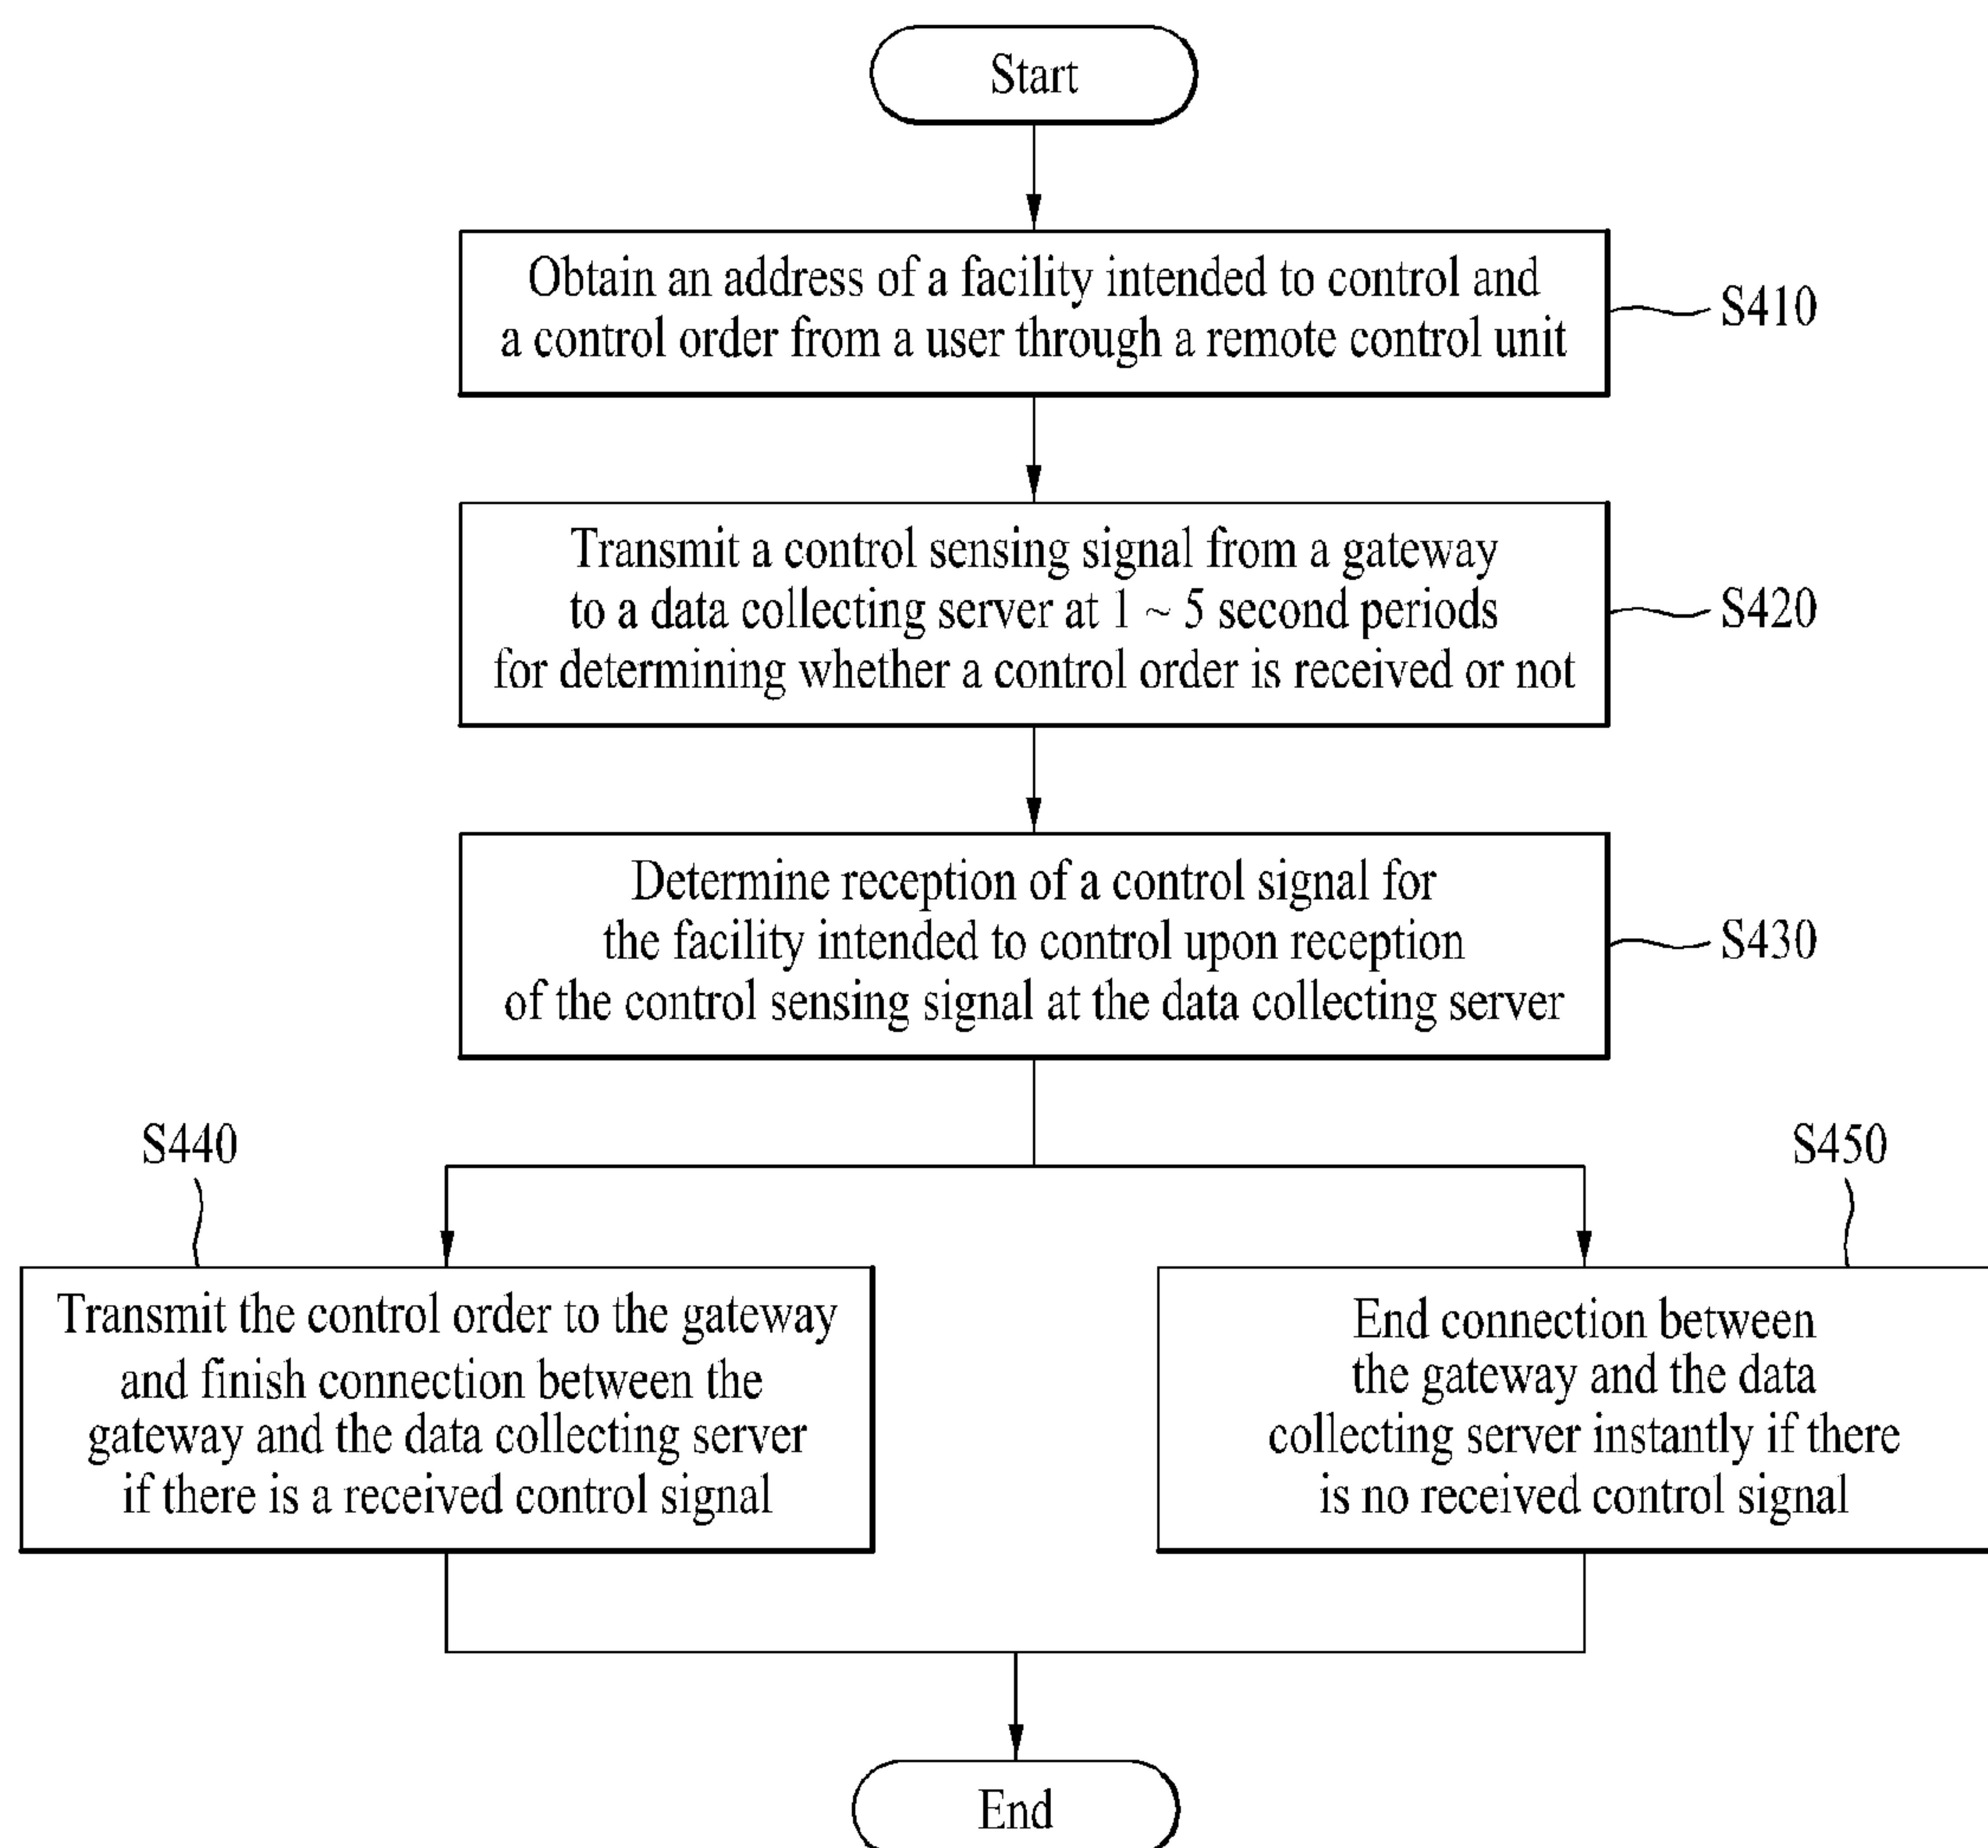 Start
Obtain an address of a facility intended to control and
a control order from a user through a remote control unit
S410
Transmit a control sensing signal from a gateway
to a data collecting server at 1 ~ 5 second periods
for determining whether a control order is received or not
S420
Determine reception of a control signal for
the facility intended to control upon reception
of the control sensing signal at the data collecting server
S430
S440
Transmit the control order to the gateway
and finish connection between the
gateway and the data collecting server
if there is a received control signal
S450
End connection between
the gateway and the data
collecting server instantly if there
is no received control signal
End